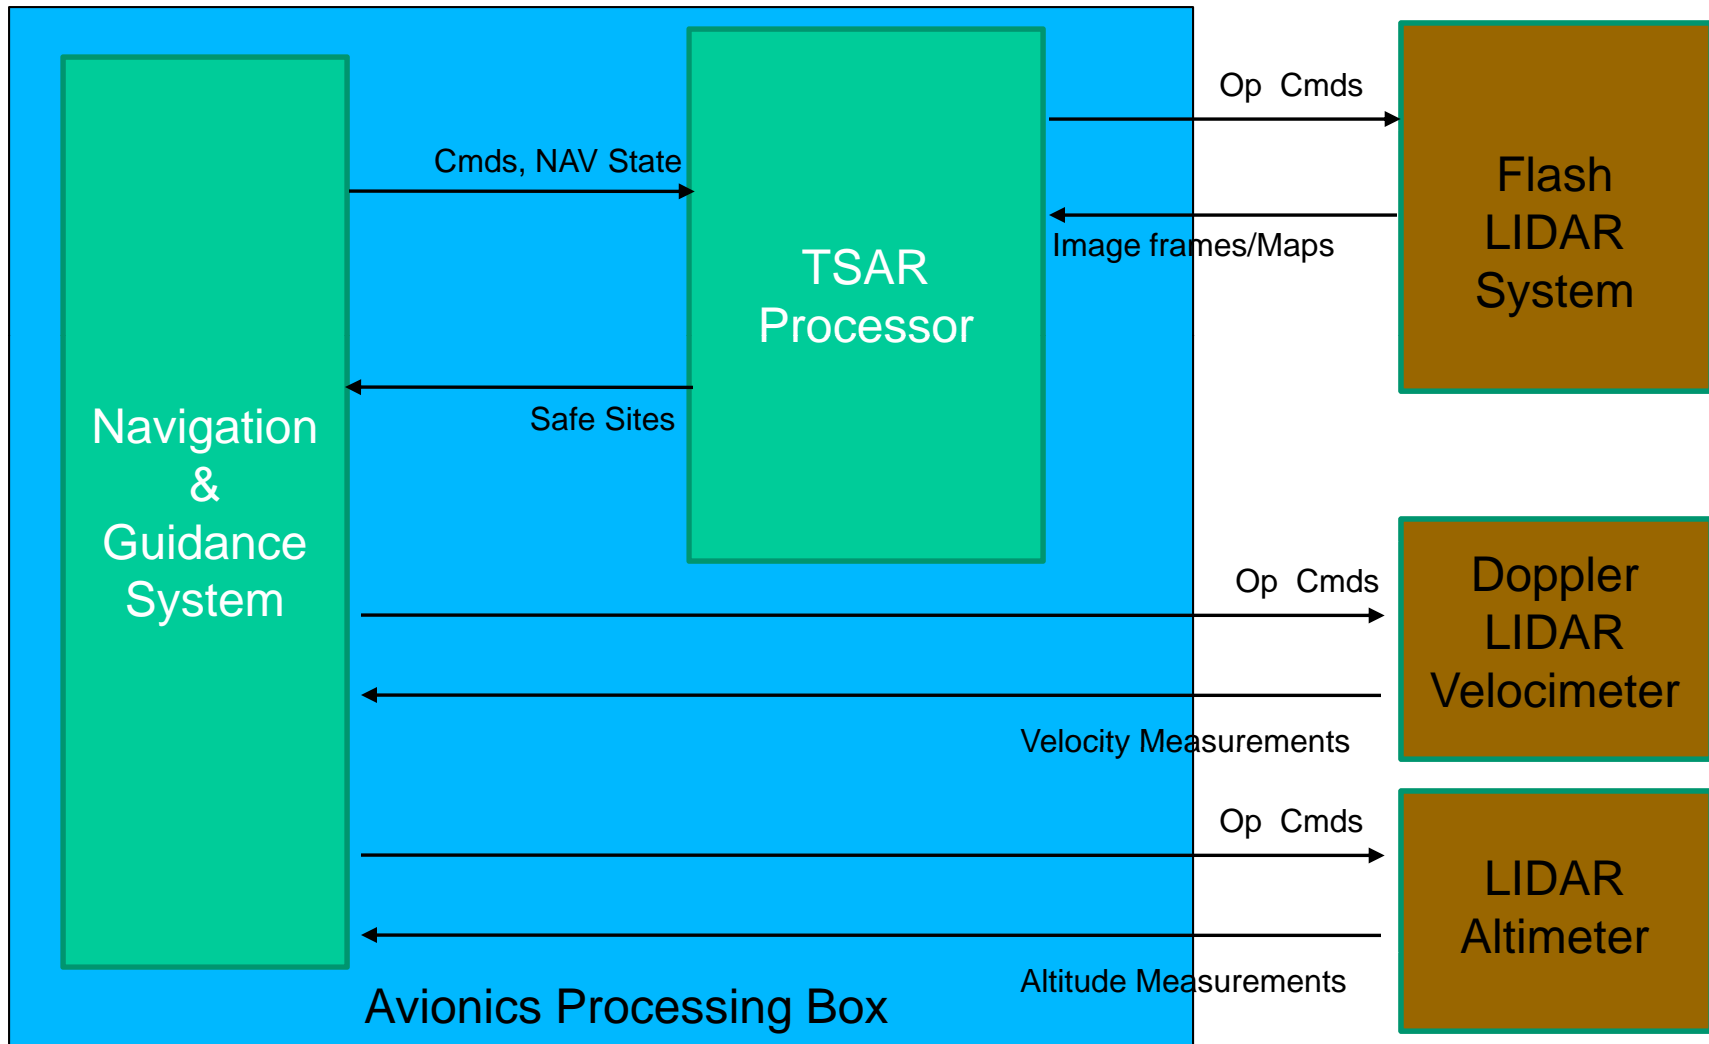 Navigation
&
Guidance
System
Cmds, NAV State
Safe Sites
TSAR
Processor
Op Cmds
Image frames/Maps
Flash
LIDAR
System
Op Cmds
Velocity Measurements
Doppler
LIDAR
Velocimeter
Op Cmds
Altitude Measurements
LIDAR
Altimeter
Avionics Processing Box